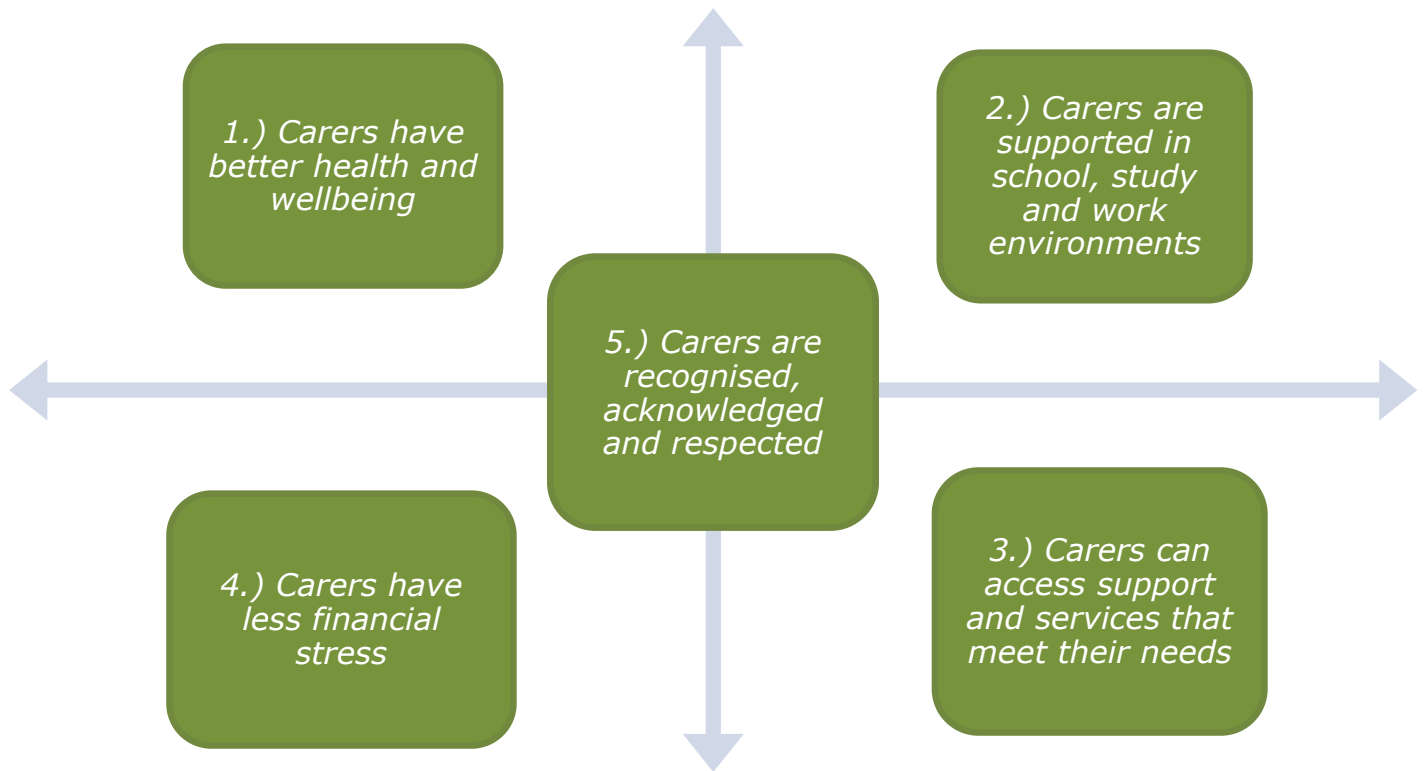 1.) Carers have
better health and
wellbeing
2.) Carers are
supported in
school, study
and work
environments
5.) Carers are
recognised,
acknowledged
and respected
4.) Carers have
less financial
stress
3.) Carers can
access support
and services that
meet their needs